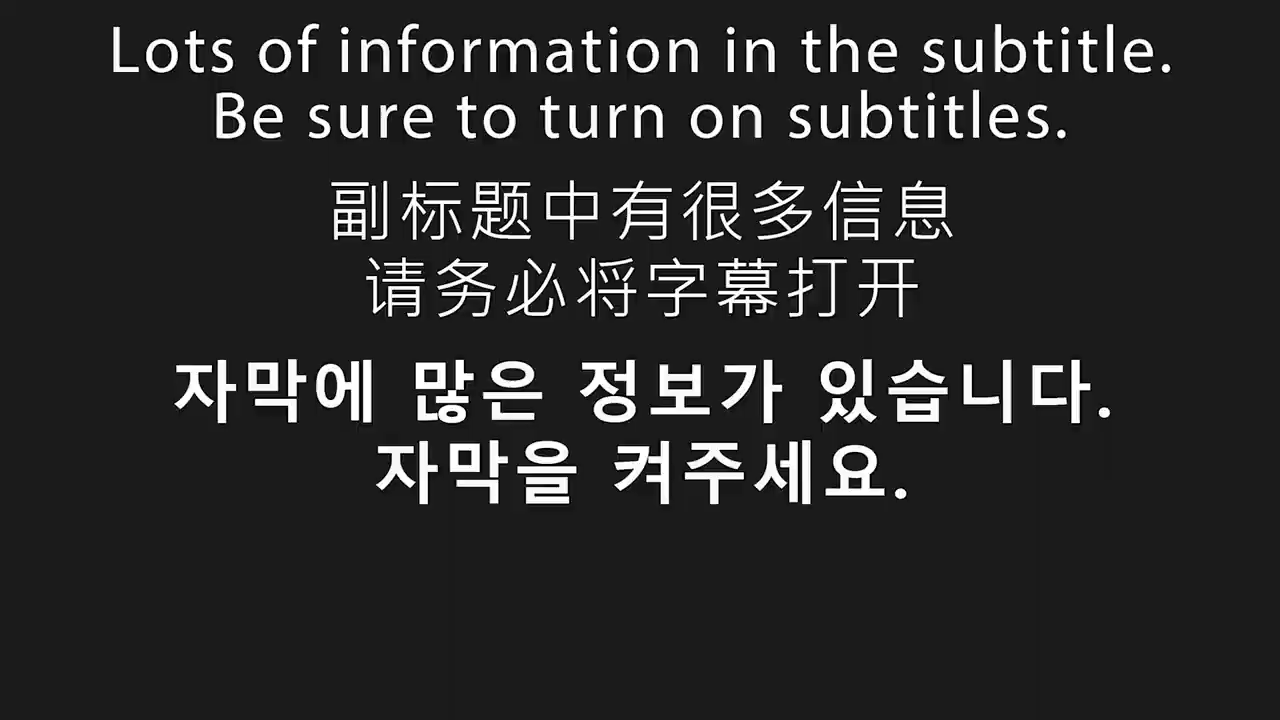 Lots of information in the subtitle.
Be sure to turn on subtitles.
副标题中有很多信息
请务必将字幕打开
자막에 많은 정보가 있습니다.
자막을 켜주세요.